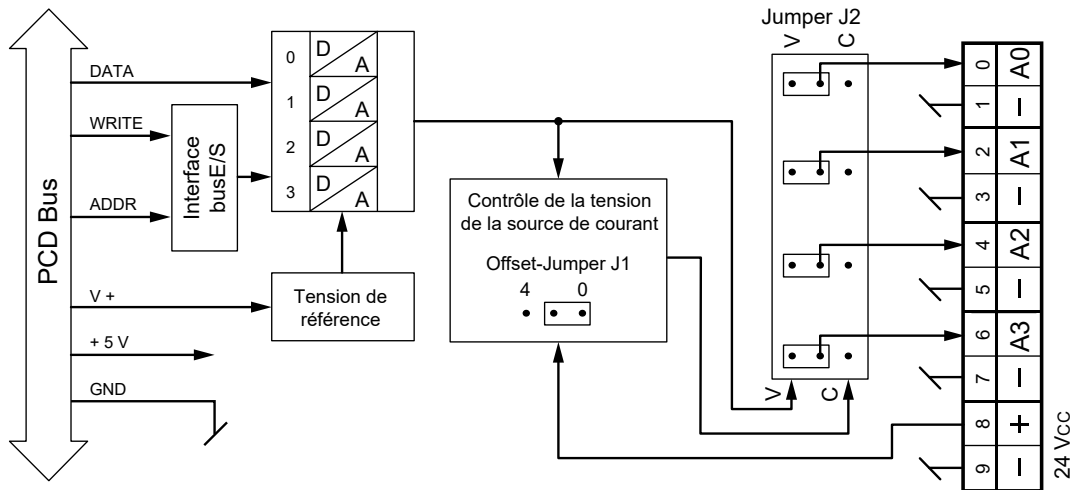 PCD Bus
DATA
WRITE
ADDR
V +
+ 5 V
GND
Interface
busE/S
0
1
2
3
D
A
D
A
D
A
D
A
Tension de
référence
Contrôle de la tension
de la source de courant
Offset-Jumper J1
4 0
Jumper J2
V C
V C
0 A0
1 –
2 A1
3 –
4 A2
5 –
6 A3
7 –
8 +
9 –
24 VCC